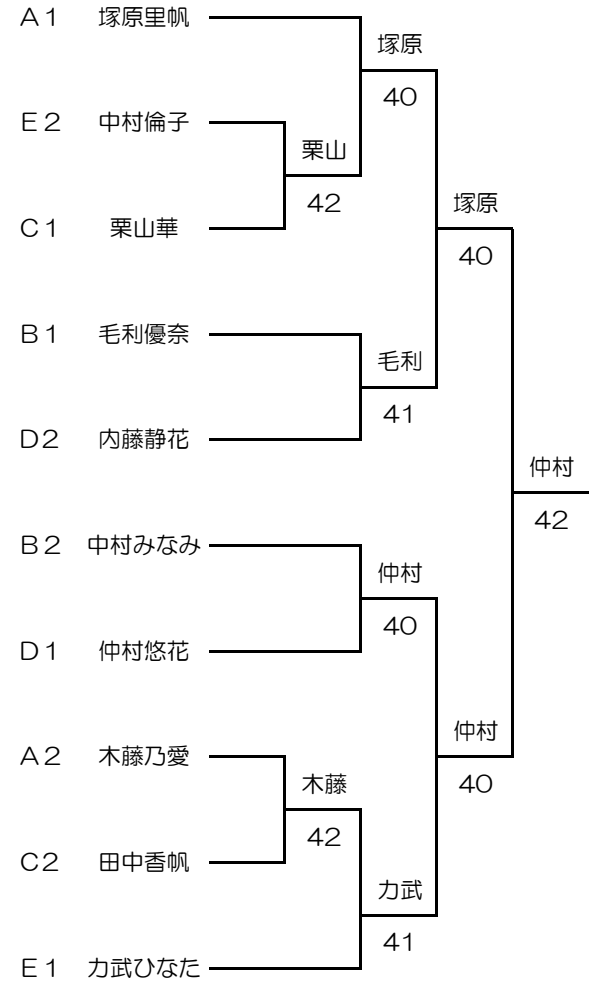 A1 塚原里帆
塚原
40
E2 中村倫子
栗山
42
塚原
C1 栗山華
40
B1 毛利優奈
毛利
41
D2 内藤静花
仲村
42
B2 中村みなみ
仲村
40
D1 仲村悠花
仲村
A2 木藤乃愛
木藤
40
42
C2 田中香帆
力武
41
E1 力武ひなた